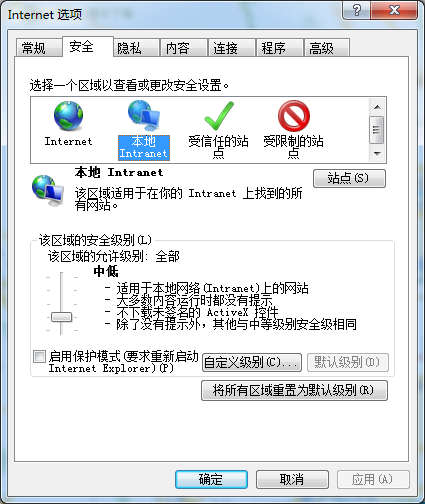 Internet 选项
常规 安全 隐私 内容 连接 程序 高级
选择一个区域以查看或更改安全设置。
Internet
本地
Intranet
受信任的站
点
受限制的站
点
本地 Intranet
该区域适用于在你的 Intranet 上找到的所
有网站。
站点(S)
该区域的安全级别(L)
该区域的允许级别: 全部
中低
- 适用于本地网络(Intranet)上的网站
- 大多数内容运行时都没有提示
- 不下载未签名的 ActiveX 控件
- 除了没有提示外，其他与中等级别安全级相同
启用保护模式(要求重新启动
Internet Explorer)(P)
自定义级别(C)...
默认级别(D)
将所有区域重置为默认级别(R)
确定 取消 应用(A)